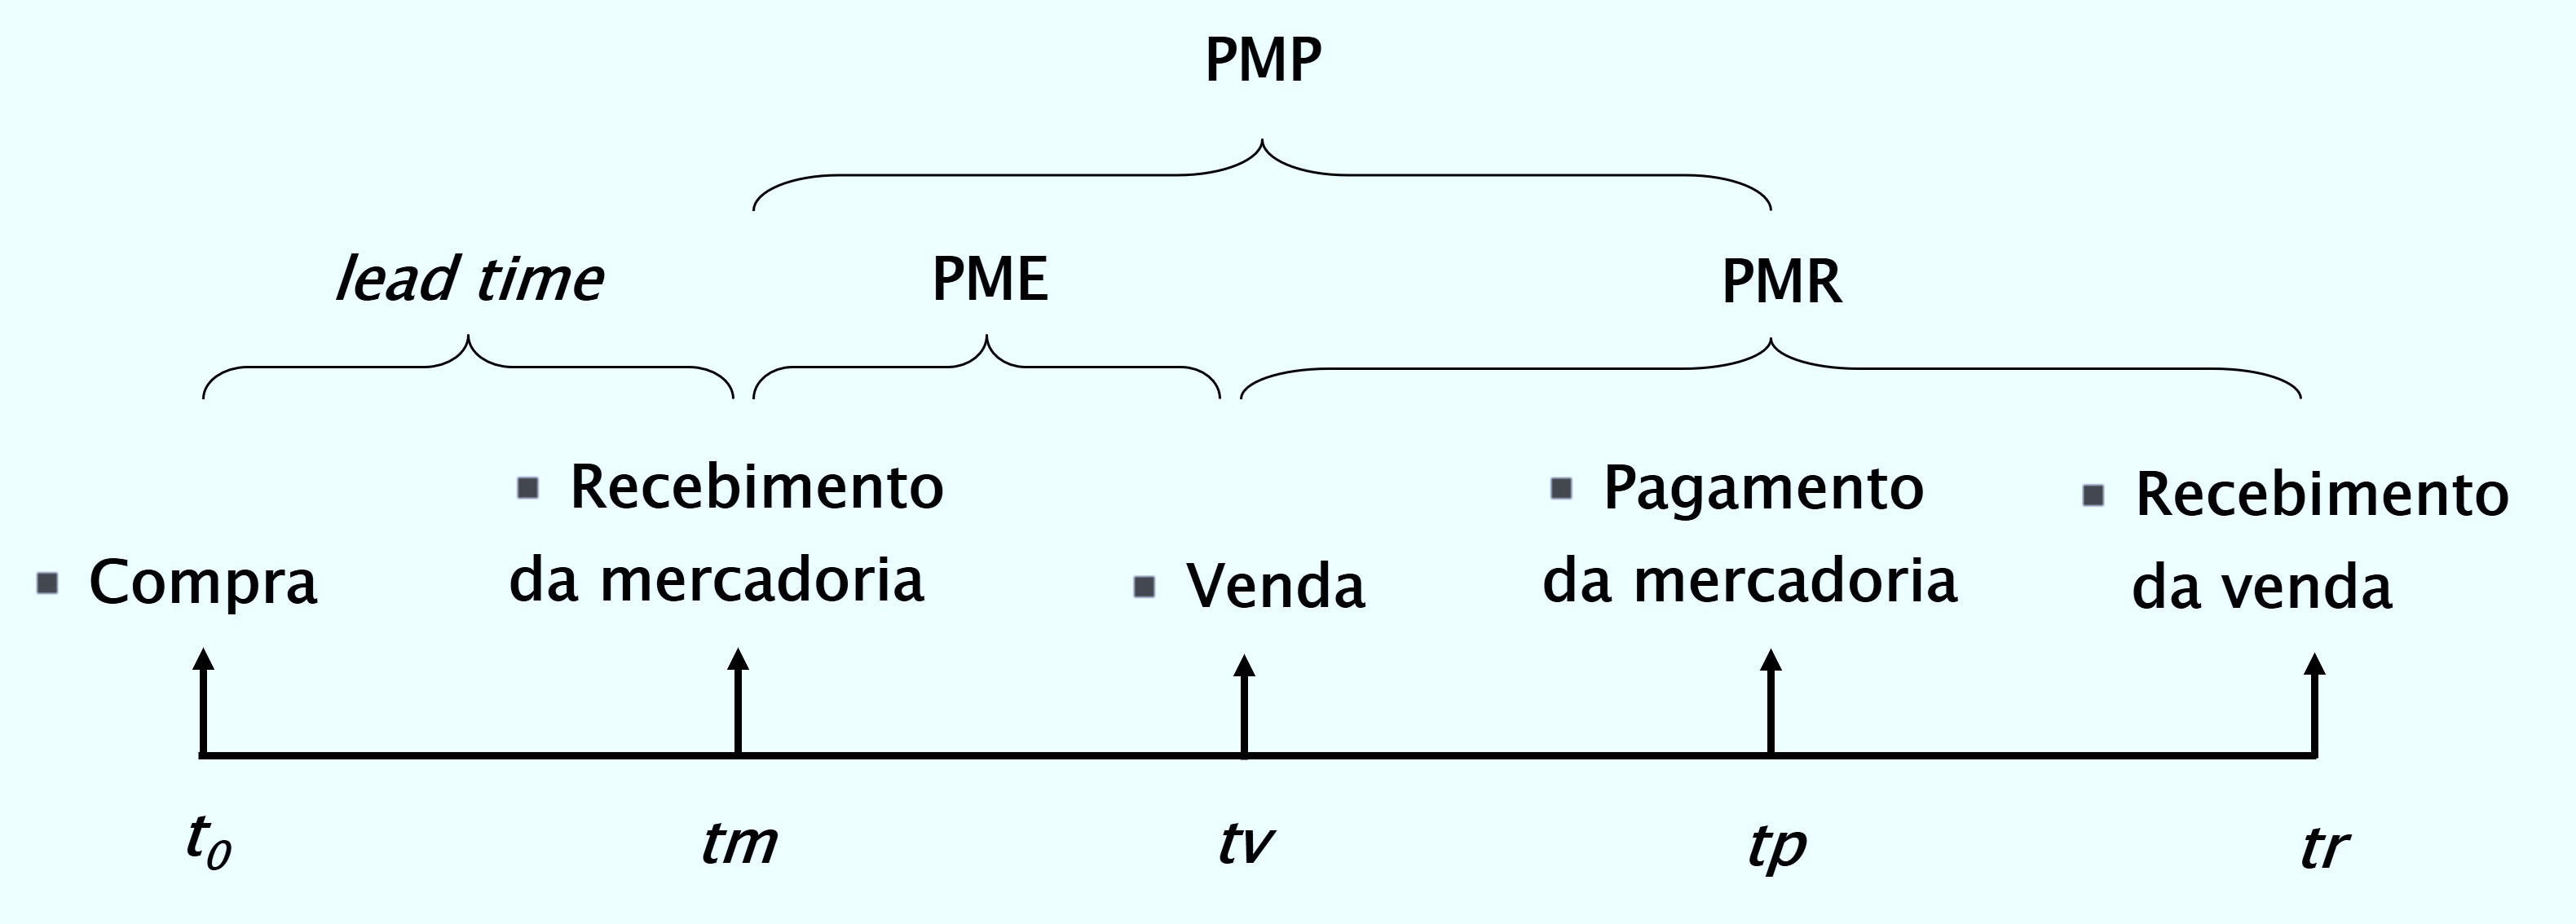 PMP
lead time
PME
PMR
▪ Compra
▪ Recebimento
da mercadoria
▪ Venda
▪ Pagamento
da mercadoria
▪ Recebimento
da venda
t0
tm
tv
tp
tr